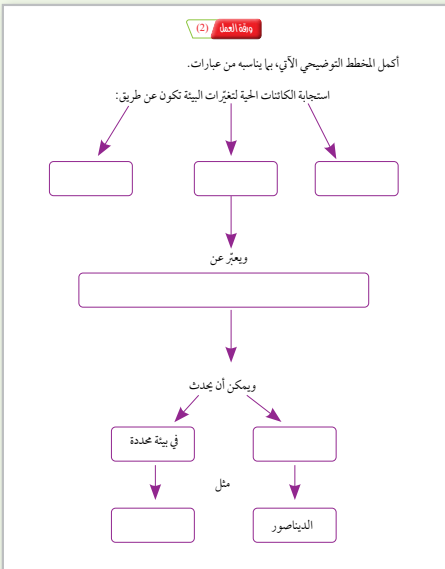 ورقة العمل (2)
أكمل المخطط التوضيحي الآتي، بما يناسبه من عبارات.
استجابة الكائنات الحية لتغيّرات البيئة تكون عن طريق:
ويعبّر عن
ويمكن أن يحدث
في بيئة محددة
مثل
الديناصور